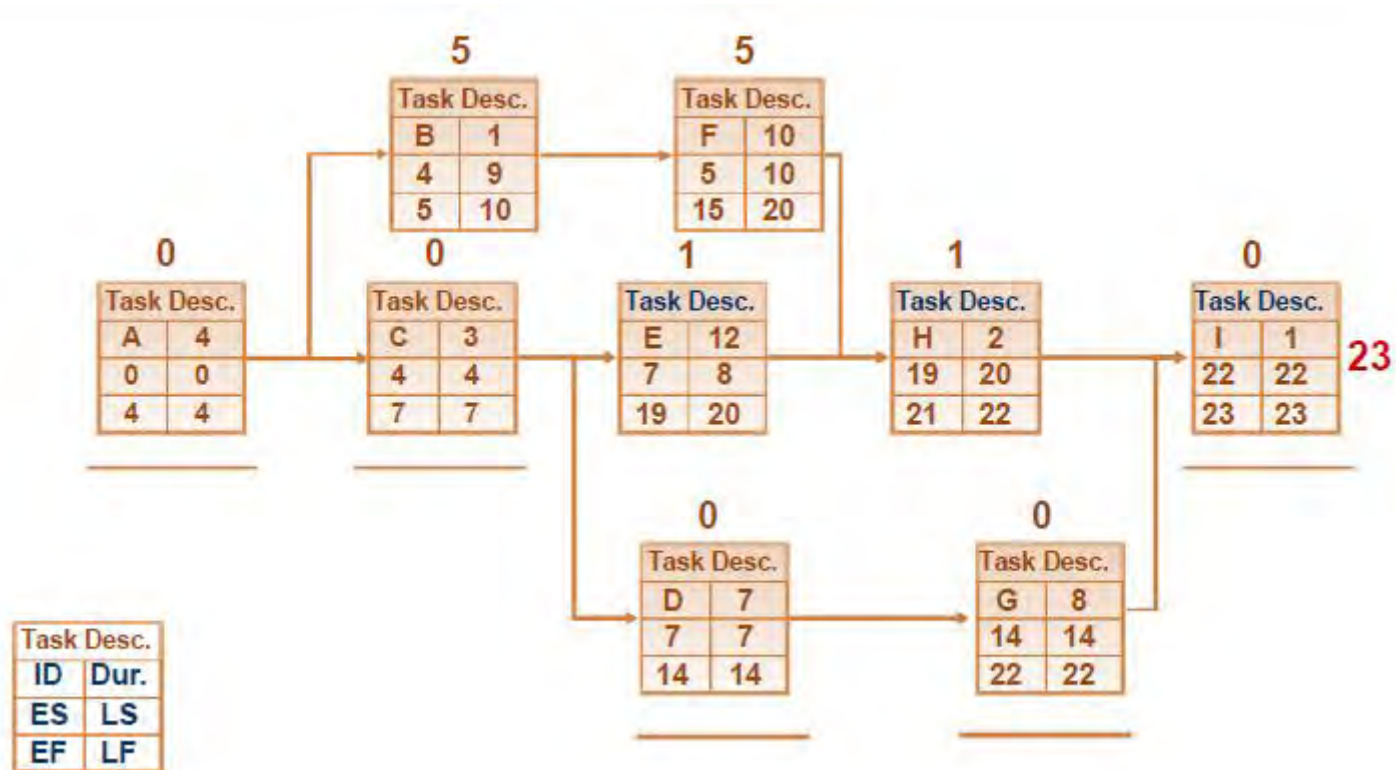 5
Task Desc.
B 1
4 9
5 10
5
Task Desc.
F 10
5 10
15 20
0
Task Desc.
A 4
0 0
4 4
0
Task Desc.
C 3
4 4
7 7
1
Task Desc.
E 12
7 8
19 20
1
Task Desc.
H 2
19 20
21 22
0
Task Desc.
I 1
22 22
23 23
23
0
Task Desc.
D 7
7 7
14 14
0
Task Desc.
G 8
14 14
22 22
Task Desc.
ID Dur.
ES LS
EF LF